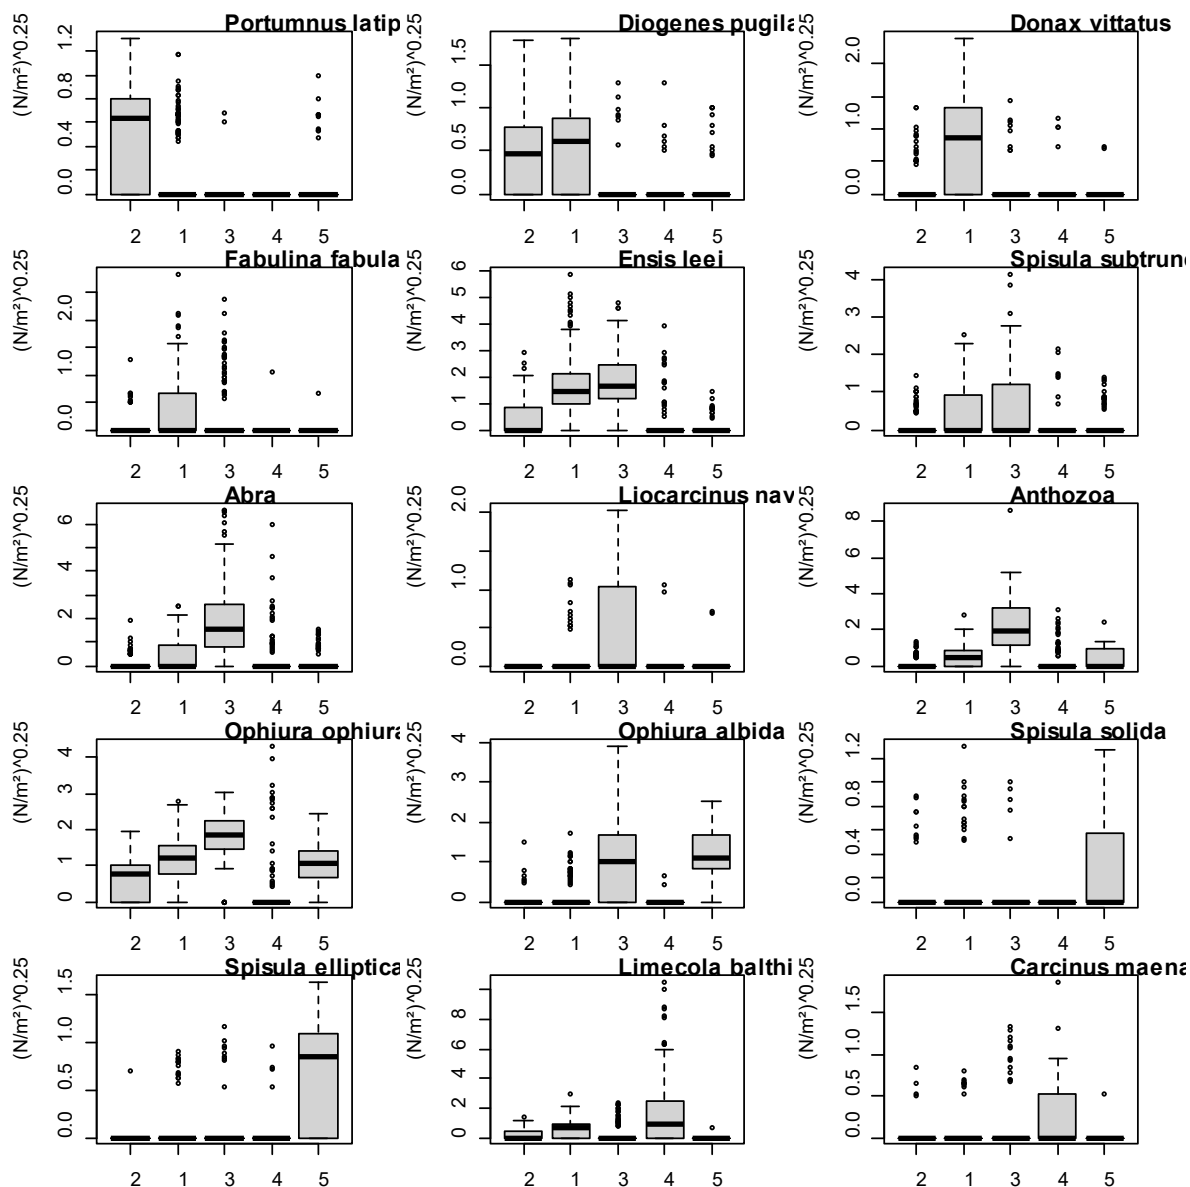 Portumnus latip
(N/m²)^0.25
0.0 0.4 0.8 1.2
2 1 3 4 5
Diogenes pugila
(N/m²)^0.25
0.0 0.5 1.0 1.5
2 1 3 4 5
Donax vittatus
(N/m²)^0.25
0.0 1.0 2.0
2 1 3 4 5
Fabulina fabula
(N/m²)^0.25
0.0 1.0 2.0
2 1 3 4 5
Ensis leei
(N/m²)^0.25
0 1 2 3 4 5 6
2 1 3 4 5
Spisula subtrunc
(N/m²)^0.25
0 1 2 3 4
2 1 3 4 5
Abra
(N/m²)^0.25
0 2 4 6
2 1 3 4 5
Liocarcinus nav
(N/m²)^0.25
0.0 1.0 2.0
2 1 3 4 5
Anthozoa
(N/m²)^0.25
0 2 4 6 8
2 1 3 4 5
Ophiura ophiura
(N/m²)^0.25
0 1 2 3 4
2 1 3 4 5
Ophiura albida
(N/m²)^0.25
0 1 2 3 4
2 1 3 4 5
Spisula solida
(N/m²)^0.25
0.0 0.4 0.8 1.2
2 1 3 4 5
Spisula elliptica
(N/m²)^0.25
0.0 0.5 1.0 1.5
2 1 3 4 5
Limecola balthi
(N/m²)^0.25
0 2 4 6 8
2 1 3 4 5
Carcinus maena
(N/m²)^0.25
0.0 0.5 1.0 1.5
2 1 3 4 5